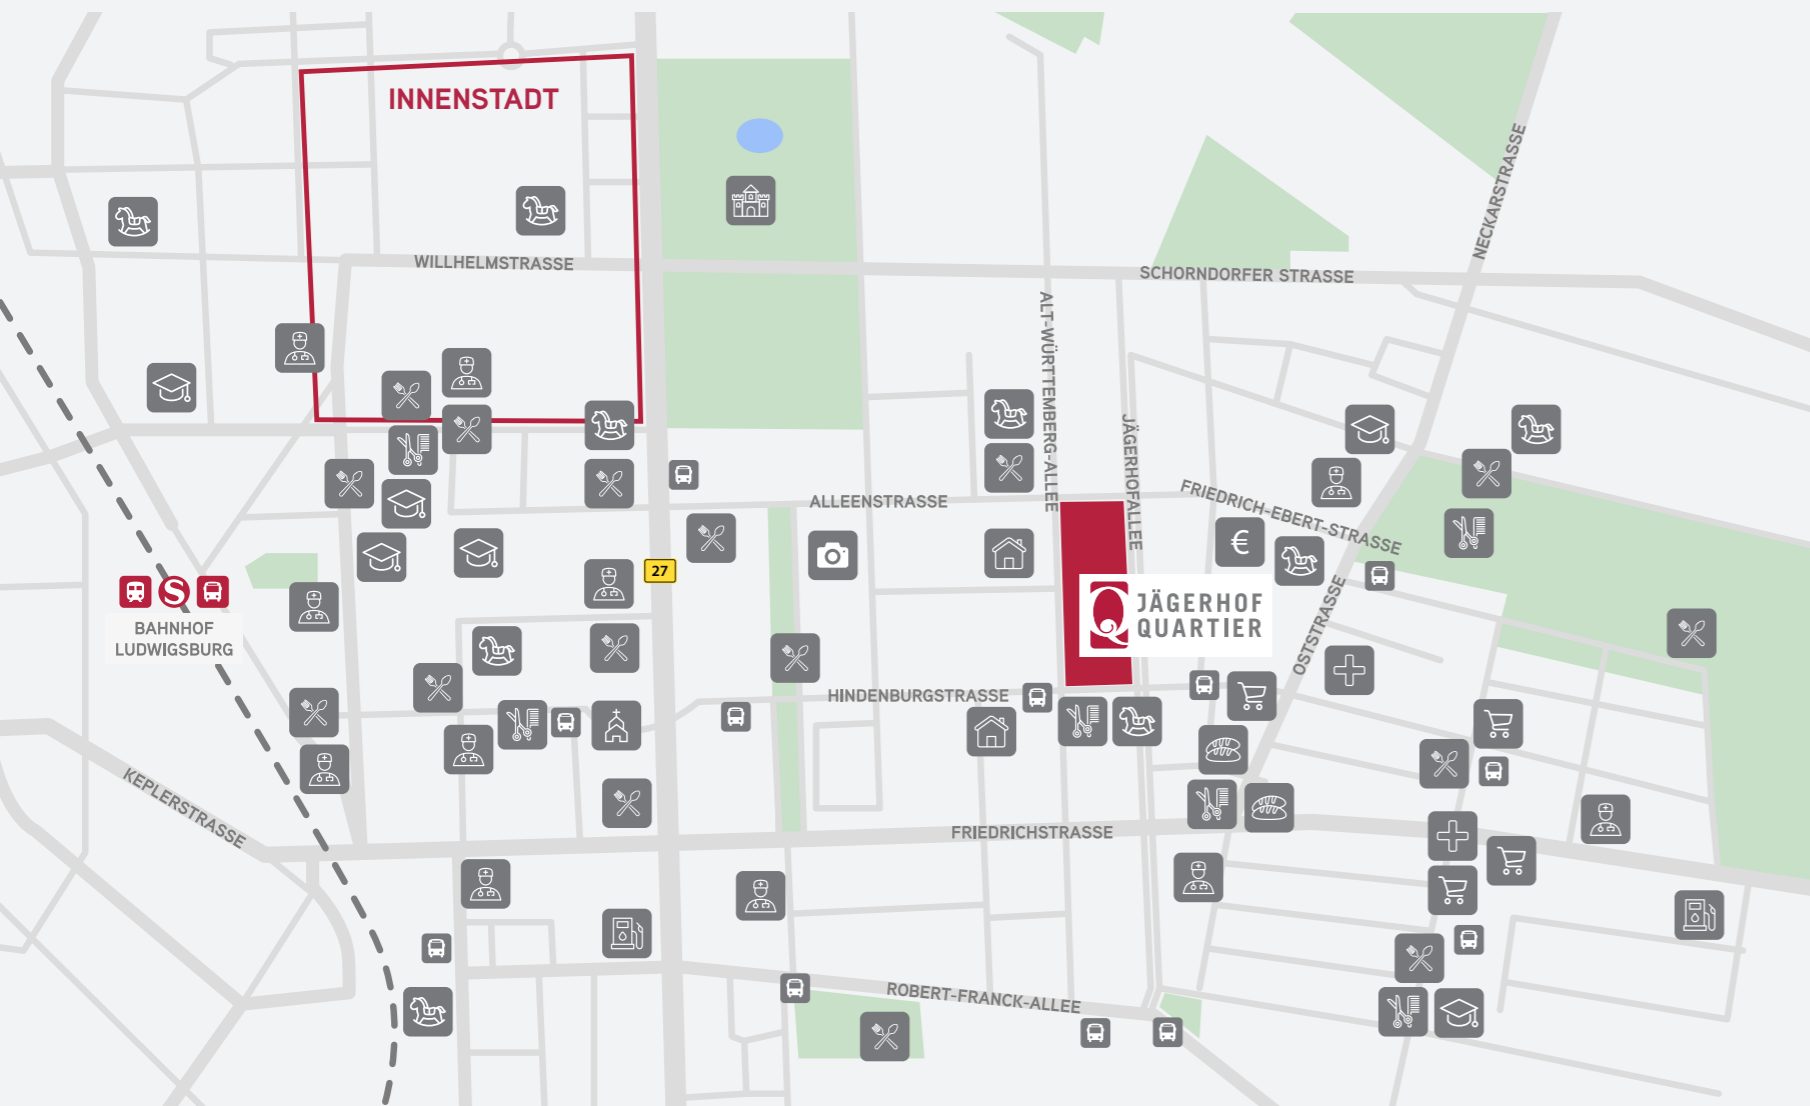 INNENSTADT
WILLHELMSTRASSE
SCHORNDORFER STRASSE
NECKARSTRASSE
ALT-WÜRTTEMBERG-ALLEE
JÄGERHOFALLEE
ALLEENSTRASSE
FRIEDRICH-EBERT-STRASSE
€
27
S
BAHNHOF
LUDWIGSBURG
JÄGERHOF
QUARTIER
OSTSTRASSE
HINDENBURGSTRASSE
KEPLERSTRASSE
FRIEDRICHSTRASSE
ROBERT-FRANCK-ALLEE